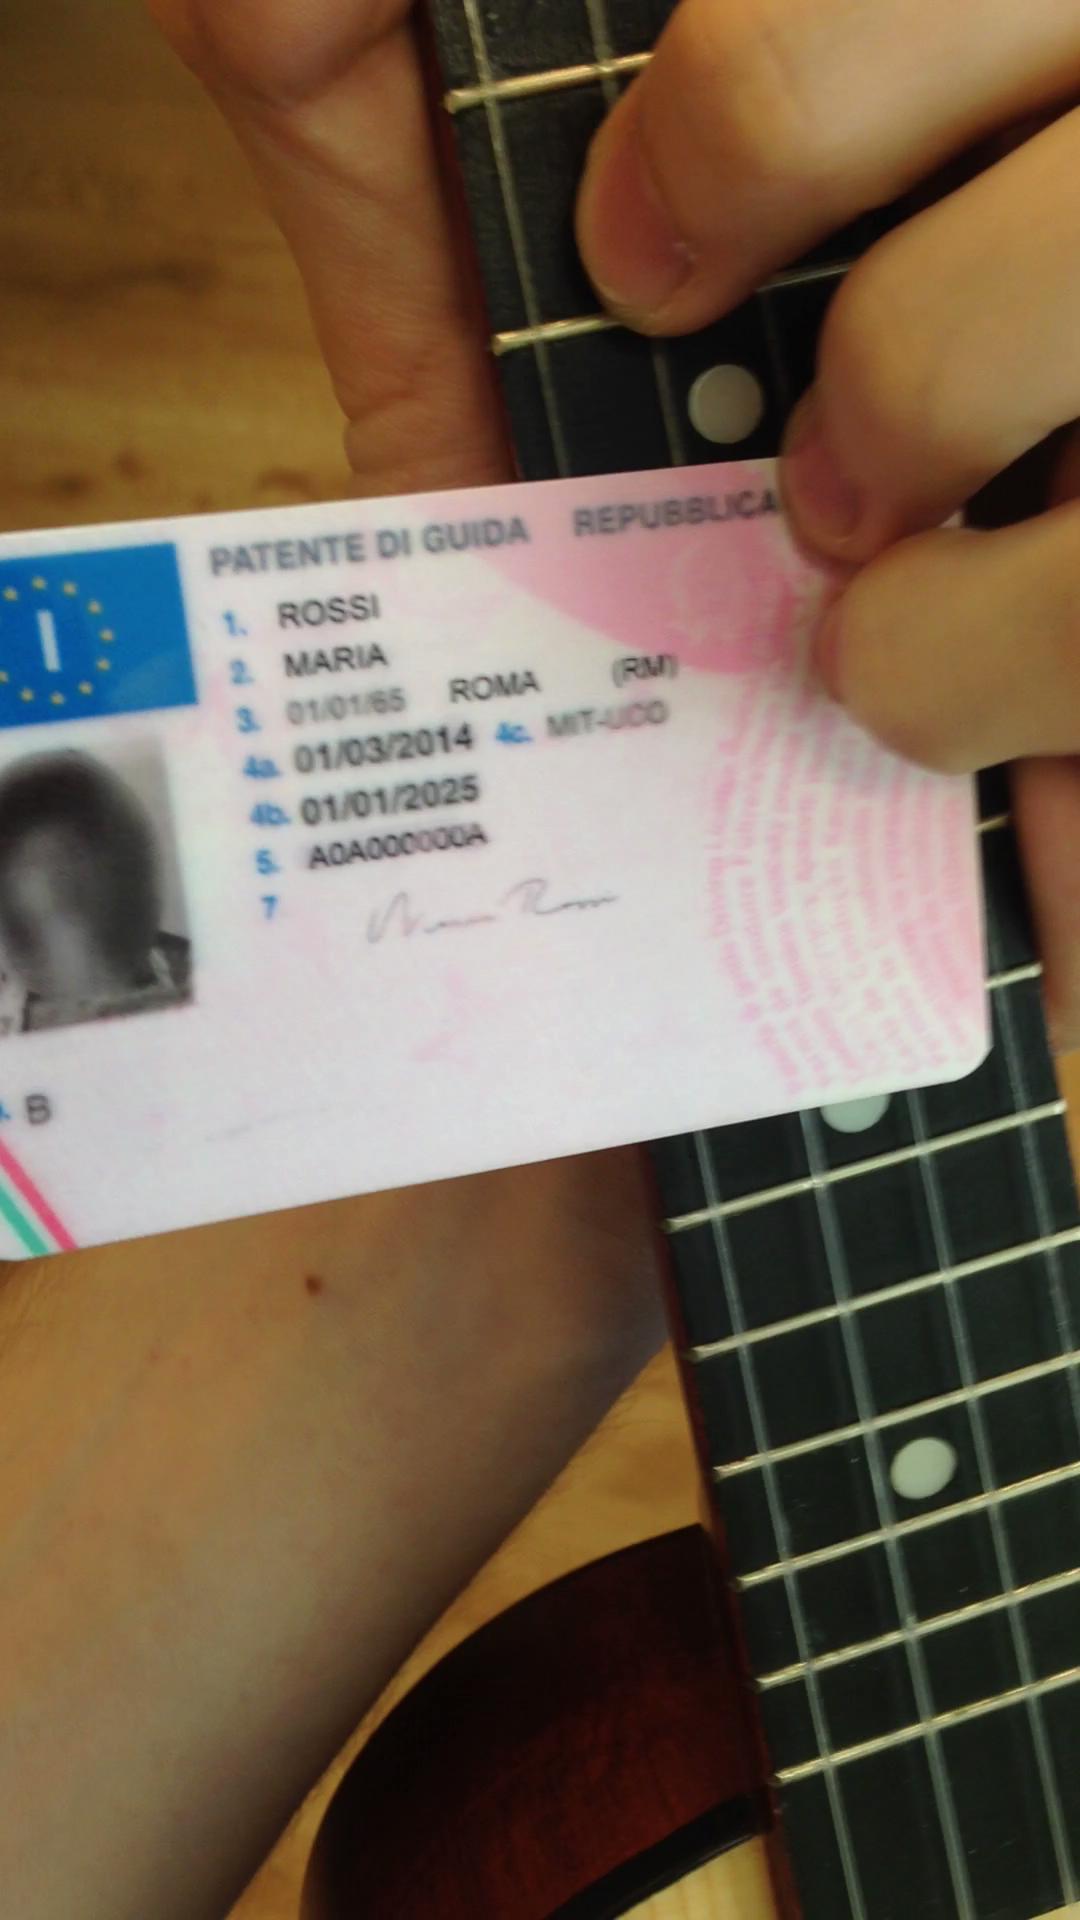 PATENTE DI GUIDA REPUBBLICA
I
1. ROSSI
2. MARIA
3. 01/01/65 ROMA (RM)
4a. 01/03/2014 4c. MIT-UCO
4b. 01/01/2025
5. A0A000000A
7
Maria Rossi
B